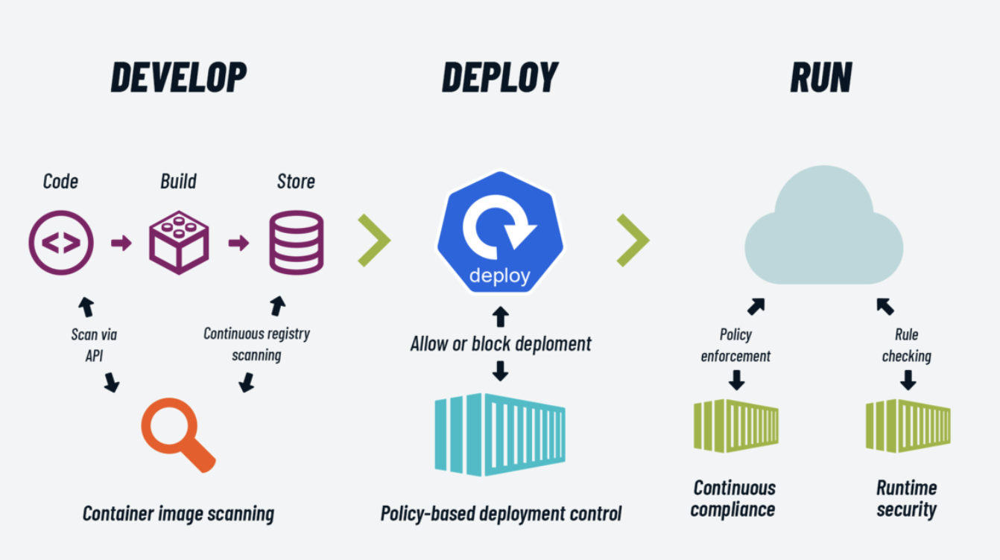 DEVELOP
DEPLOY
RUN
Code
Build
Store
deploy
Scan via
API
Continuous registry
scanning
Allow or block deploment
Policy
enforcement
Rule
checking
Container image scanning
Policy-based deployment control
Continuous
compliance
Runtime
security